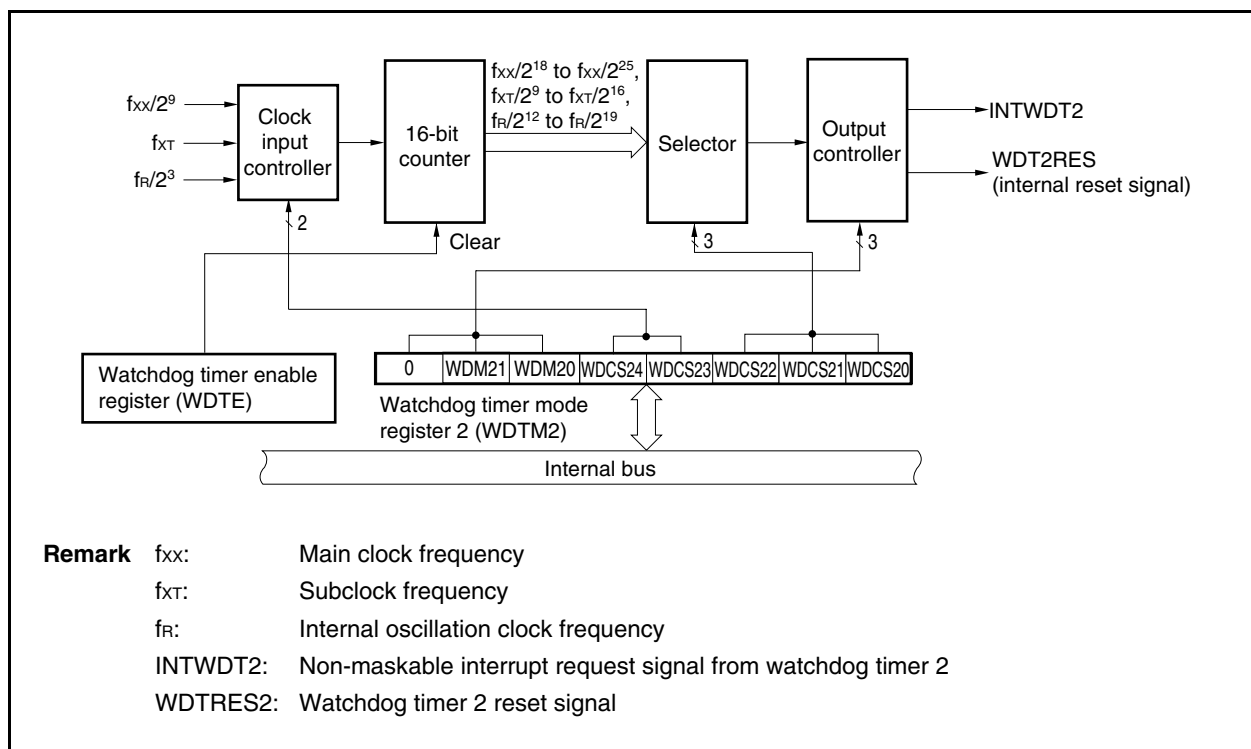 fXX/2^9
fXT
fR/2^3
Clock
input
controller
2
16-bit
counter
Clear
fXX/2^18 to fXX/2^25,
fXT/2^9 to fXT/2^16,
fR/2^12 to fR/2^19
Selector
3
Output
controller
3
INTWDT2
WDT2RES
(internal reset signal)
Watchdog timer enable
register (WDTE)
0 WDM21 WDM20 WDCS24 WDCS23 WDCS22 WDCS21 WDCS20
Watchdog timer mode
register 2 (WDTM2)
Internal bus
Remark fXX: Main clock frequency
fXT: Subclock frequency
fR: Internal oscillation clock frequency
INTWDT2: Non-maskable interrupt request signal from watchdog timer 2
WDTRES2: Watchdog timer 2 reset signal